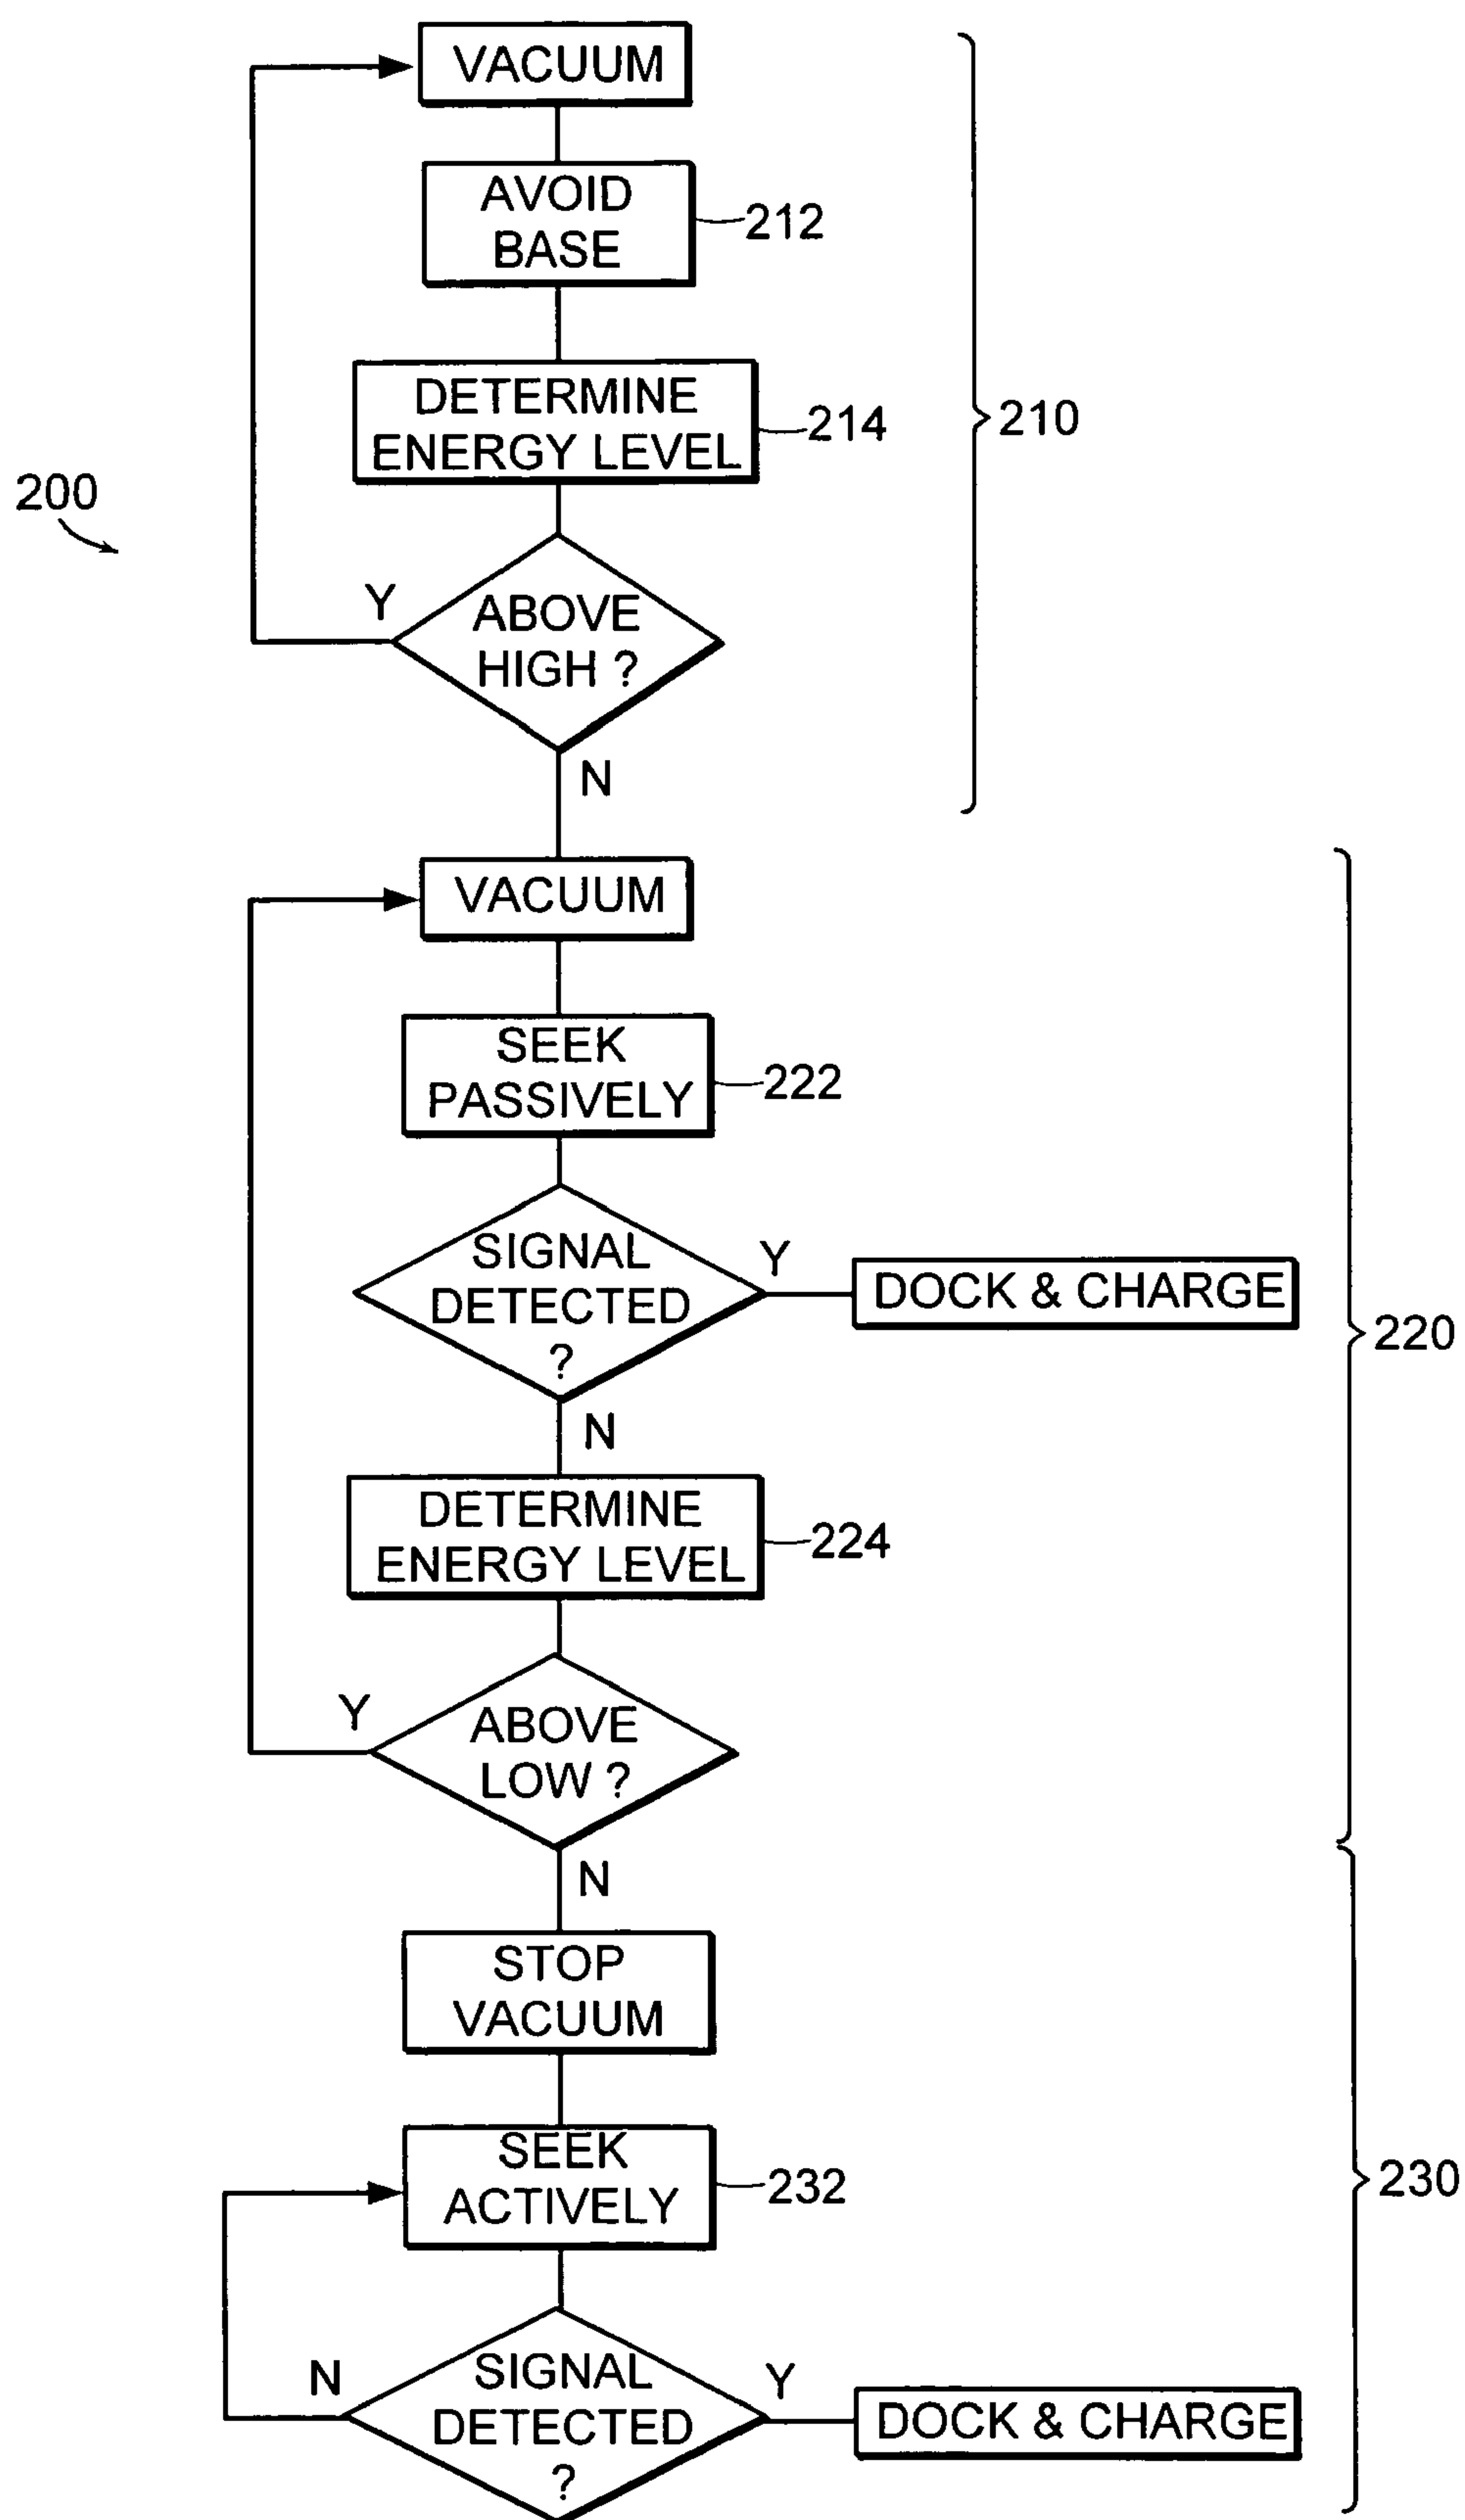 VACUUM
AVOID
BASE
212
DETERMINE
ENERGY LEVEL
214
210
200
Y
ABOVE
HIGH ?
N
VACUUM
SEEK
PASSIVELY
222
SIGNAL
DETECTED
?
Y
DOCK & CHARGE
220
N
DETERMINE
ENERGY LEVEL
224
Y
ABOVE
LOW ?
N
STOP
VACUUM
SEEK
ACTIVELY
232
230
N
SIGNAL
DETECTED
?
Y
DOCK & CHARGE